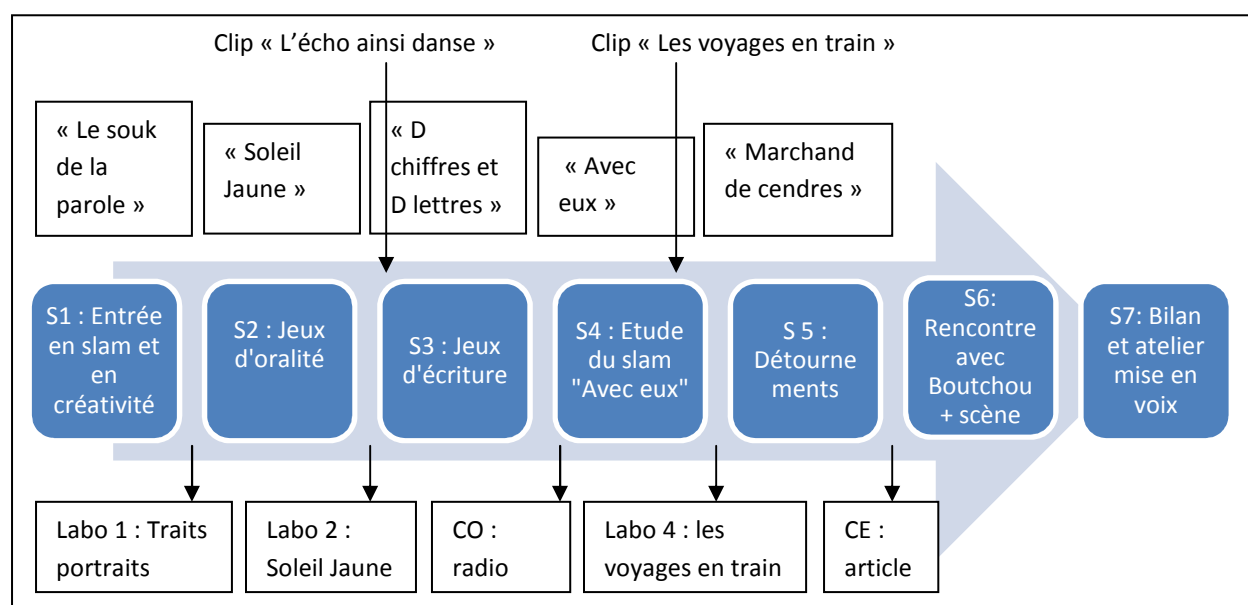 Clip « L’écho ainsi danse »
Clip « Les voyages en train »
« Le souk
de la
parole »
« Soleil
Jaune »
« D
chiffres et
D lettres »
« Avec
eux »
« Marchand
de cendres »
S1 : Entrée
en slam et
en
créativité
S2 : Jeux
d'oralité
S3 : Jeux
d'écriture
S4 : Etude
du slam
"Avec eux"
S 5 :
Détourne
ments
S6:
Rencontre
avec
Boutchou
+ scène
S7: Bilan
et atelier
mise en
voix
Labo 1 : Traits
portraits
Labo 2 :
Soleil Jaune
CO :
radio
Labo 4 : les
voyages en train
CE :
article